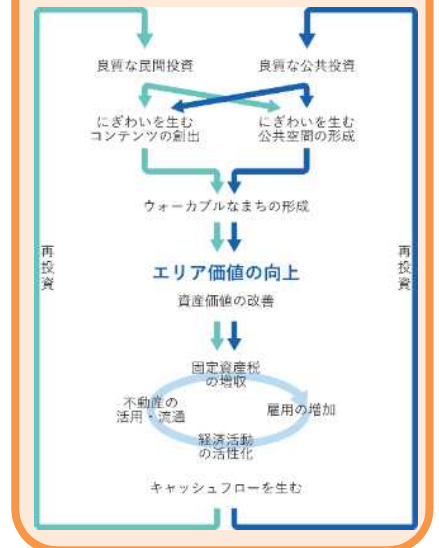 良質な民間投資
良質な公共投資
にぎわいを生む
コンテンツの創出
にぎわいを生む
公共空間の形成
ウォーカブルなまちの形成
再投資
再投資
エリア価値の向上
資産価値の改善
固定資産税
の増収
不動産の
活用・流通
雇用の増加
経済活動
の活性化
キャッシュフローを生む